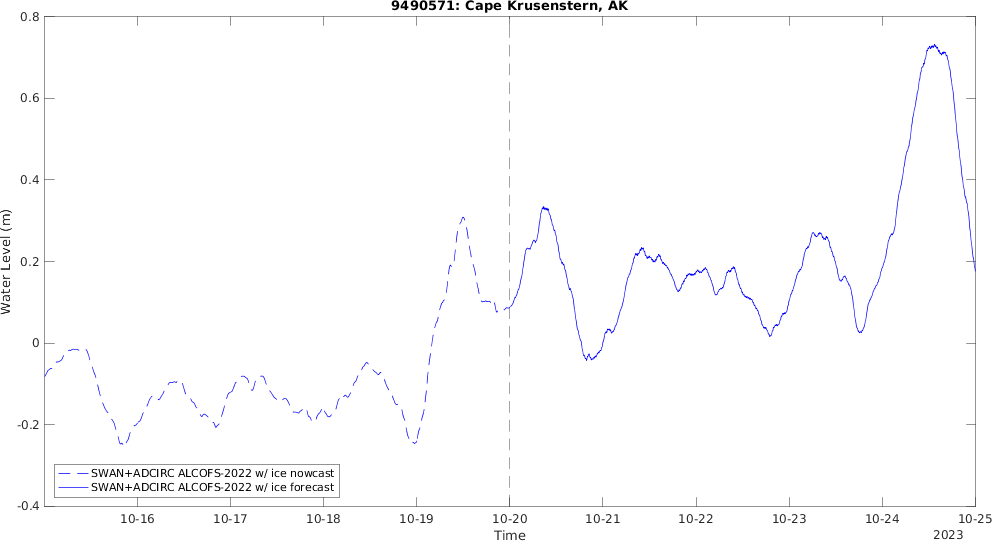 9490571: Cape Krusenstern, AK
Water Level (m)
0.8
0.6
0.4
0.2
0
-0.2
-0.4
SWAN+ADCIRC ALCOFS-2022 w/ ice nowcast
SWAN+ADCIRC ALCOFS-2022 w/ ice forecast
10-16 10-17 10-18 10-19 10-20 10-21 10-22 10-23 10-24 10-25
Time
2023